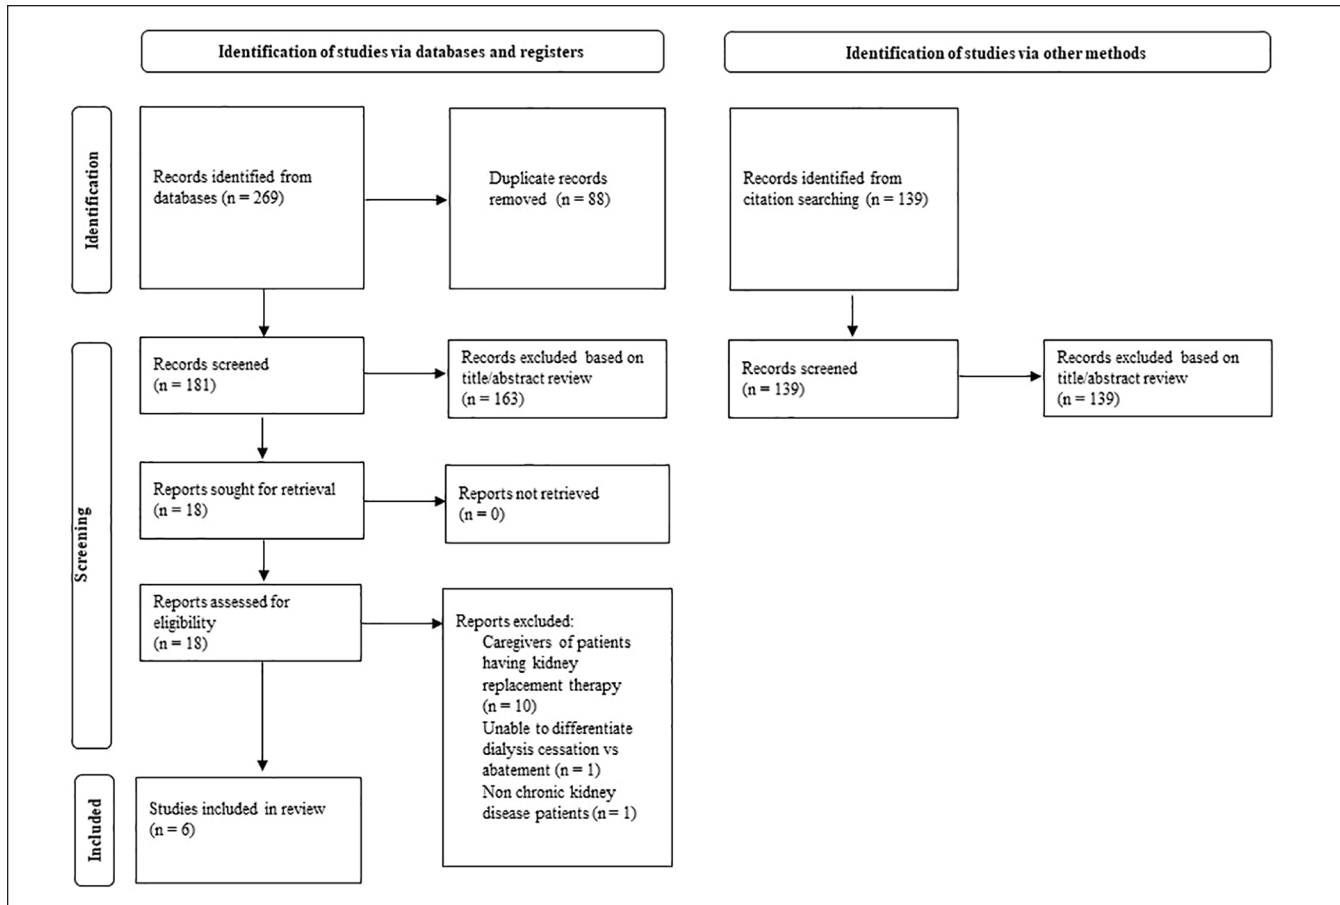 Identification of studies via databases and registers
Identification of studies via other methods
Identification
Records identified from
databases (n = 269)
Duplicate records
removed (n = 88)
Records identified from
citation searching (n = 139)
Screening
Records screened
(n = 181)
Records excluded based on
title/abstract review
(n = 163)
Records screened
(n = 139)
Records excluded based on
title/abstract review
(n = 139)
Reports sought for retrieval
(n = 18)
Reports not retrieved
(n = 0)
Reports assessed for
eligibility
(n = 18)
Reports excluded:
Caregivers of patients
having kidney
replacement therapy
(n = 10)
Unable to differentiate
dialysis cessation vs
abatement (n = 1)
Non chronic kidney
disease patients (n = 1)
Included
Studies included in review
(n = 6)